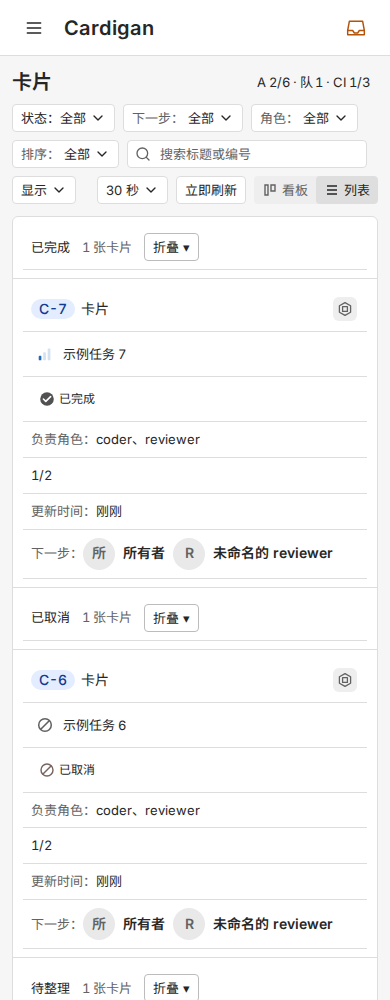 Cardigan
卡片
A 2/6 · 队 1 · CI 1/3
状态：全部
下一步： 全部
角色： 全部
排序： 全部
搜索标题或编号
显示
30 秒
立即刷新
看板
列表
已完成 1 张卡片 折叠 ▾
C-7 卡片
示例任务 7
已完成
负责角色：coder、reviewer
1/2
更新时间：刚刚
下一步： 所 所有者 R 未命名的 reviewer
已取消 1 张卡片 折叠 ▾
C-6 卡片
示例任务 6
已取消
负责角色：coder、reviewer
1/2
更新时间：刚刚
下一步： 所 所有者 R 未命名的 reviewer
待整理 1 张卡片 折叠 ▾